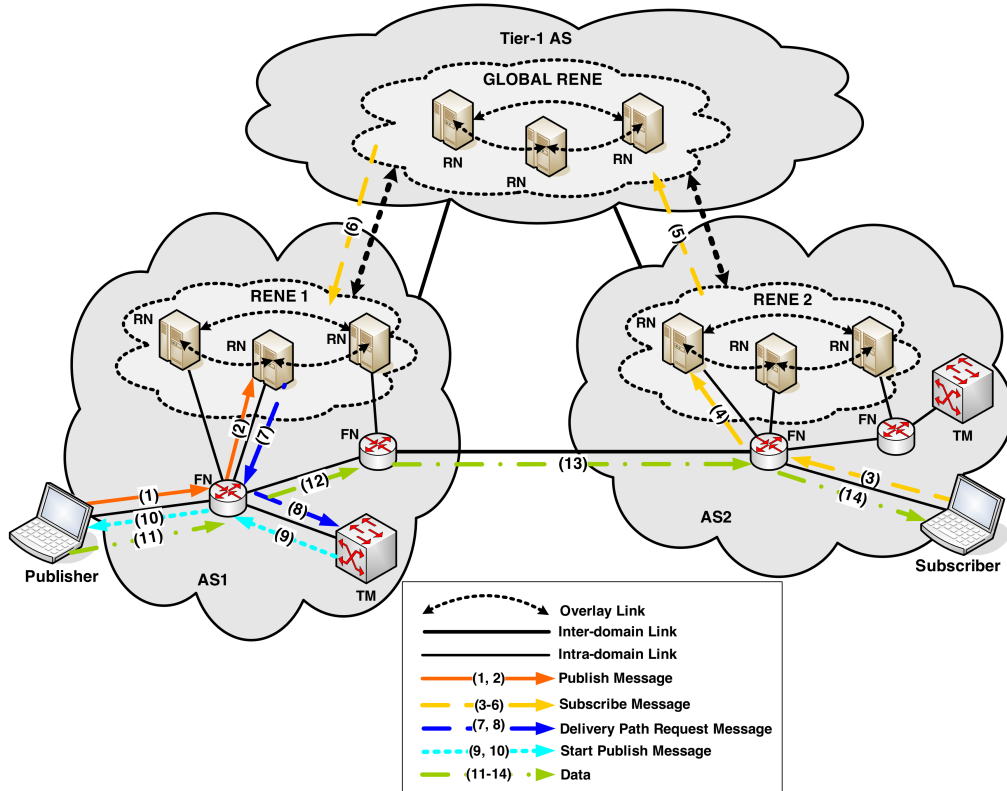 Tier-1 AS
GLOBAL RENE
RN
RN
RN
(6)
(5)
RENE 1
RN
RN
RN
RENE 2
RN
RN
RN
(2)
(7)
(4)
FN
TM
FN
FN
FN
(13)
(1)
(12)
(3)
(10)
(8)
(14)
(11)
(9)
AS2
Publisher
AS1
TM
Subscriber
Overlay Link
Inter-domain Link
Intra-domain Link
(1, 2) Publish Message
(3-6) Subscribe Message
(7, 8) Delivery Path Request Message
(9, 10) Start Publish Message
(11-14) Data